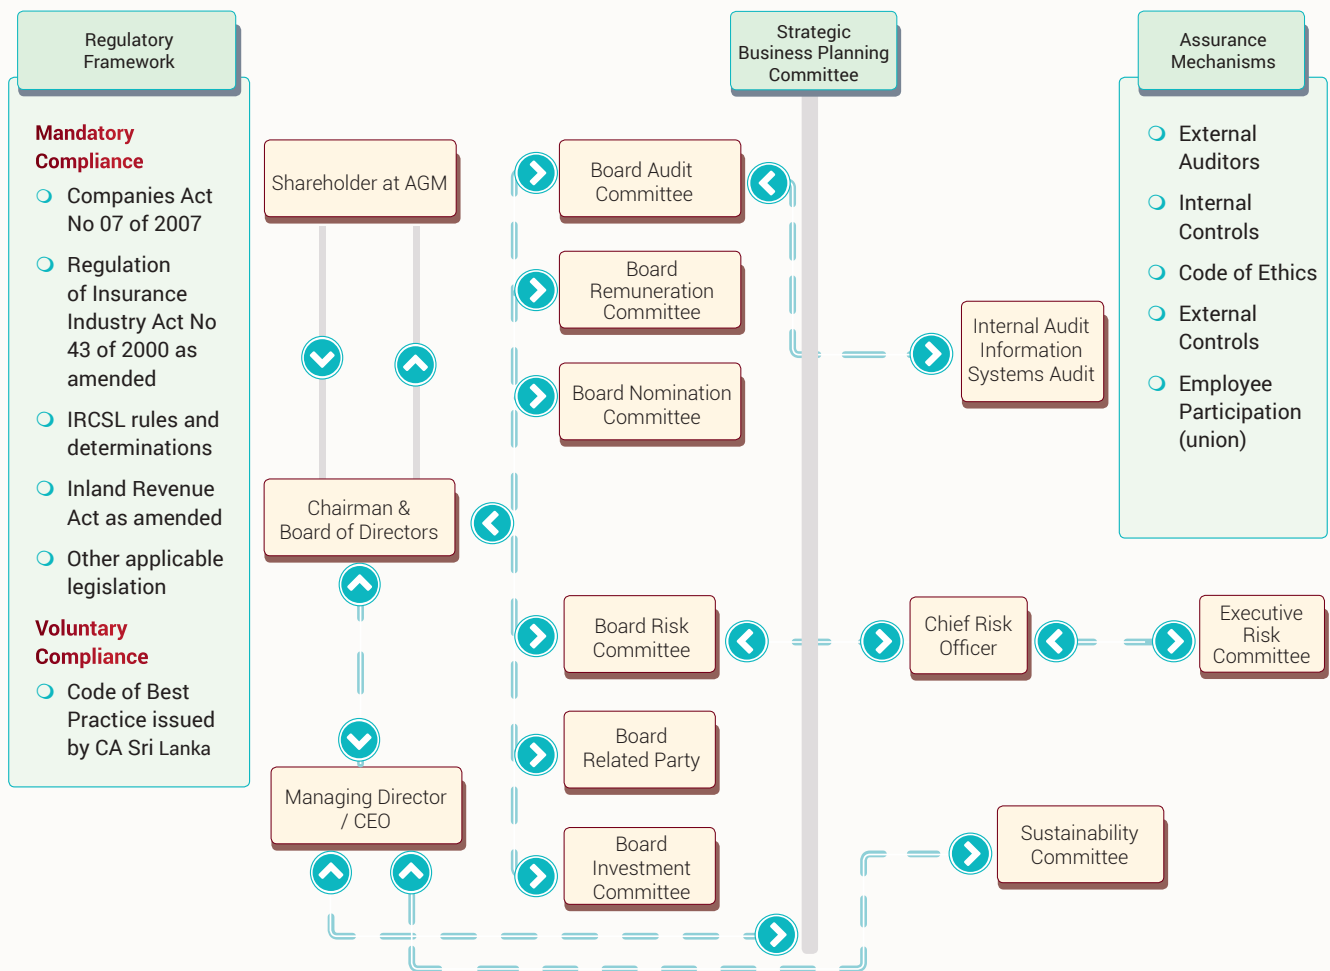 Regulatory
Framework
Mandatory
Compliance
Companies Act
No 07 of 2007
Regulation
of Insurance
Industry Act No
43 of 2000 as
amended
IRCSL rules and
determinations
Inland Revenue
Act as amended
Other applicable
legislation
Voluntary
Compliance
Code of Best
Practice issued
by CA Sri Lanka
Shareholder at AGM
Chairman &
Board of Directors
Managing Director
/ CEO
Board Audit
Committee
Board
Remuneration
Committee
Board Nomination
Committee
Board Risk
Committee
Board
Related Party
Board
Investment
Committee
Strategic
Business Planning
Committee
Internal Audit
Information
Systems Audit
Chief Risk
Officer
Executive
Risk
Committee
Sustainability
Committee
Assurance
Mechanisms
External
Auditors
Internal
Controls
Code of Ethics
External
Controls
Employee
Participation
(union)